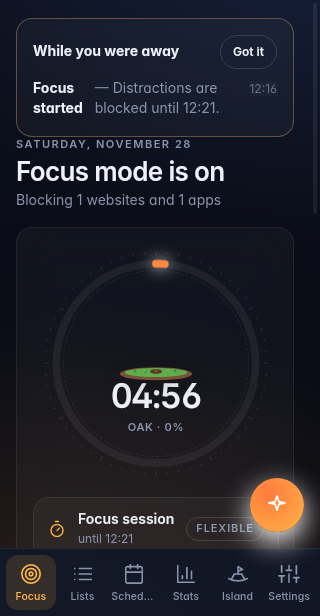 While you were away
Got it
Focus started — Distractions are blocked until 12:21. 12:16
SATURDAY, NOVEMBER 28
Focus mode is on
Blocking 1 websites and 1 apps
04:56
OAK · 0%
Focus session
until 12:21
FLEXIBLE
Focus
Lists
Sched...
Stats
Island
Settings